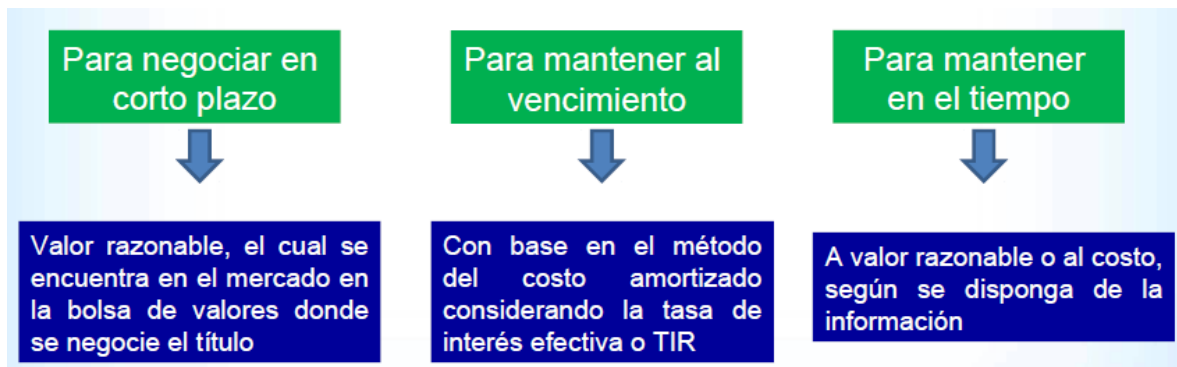 Para negociar en
corto plazo
Para mantener al
vencimiento
Para mantener
en el tiempo
Valor razonable, el cual se
encuentra en el mercado en
la bolsa de valores donde
se negocie el título
Con base en el método
del costo amortizado
considerando la tasa de
interés efectiva o TIR
A valor razonable o al costo,
según se disponga de la
información